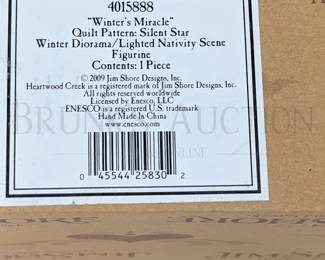 4015888
"Winter's Miracle"
Quilt Pattern: Silent Star
Winter Diorama/Lighted Nativity Scene
Figurine
Contents: 1 Piece
© 2009 Jim Shore Designs, Inc.
Heartwood Creek is a registered mark of Jim Shore Designs, Inc.
All rights reserved worldwide
Licensed by Enesco, LLC
ENESCO is a registered U.S. trademark
Hand Made In China
www.enesco.com
0 45544 25830 2